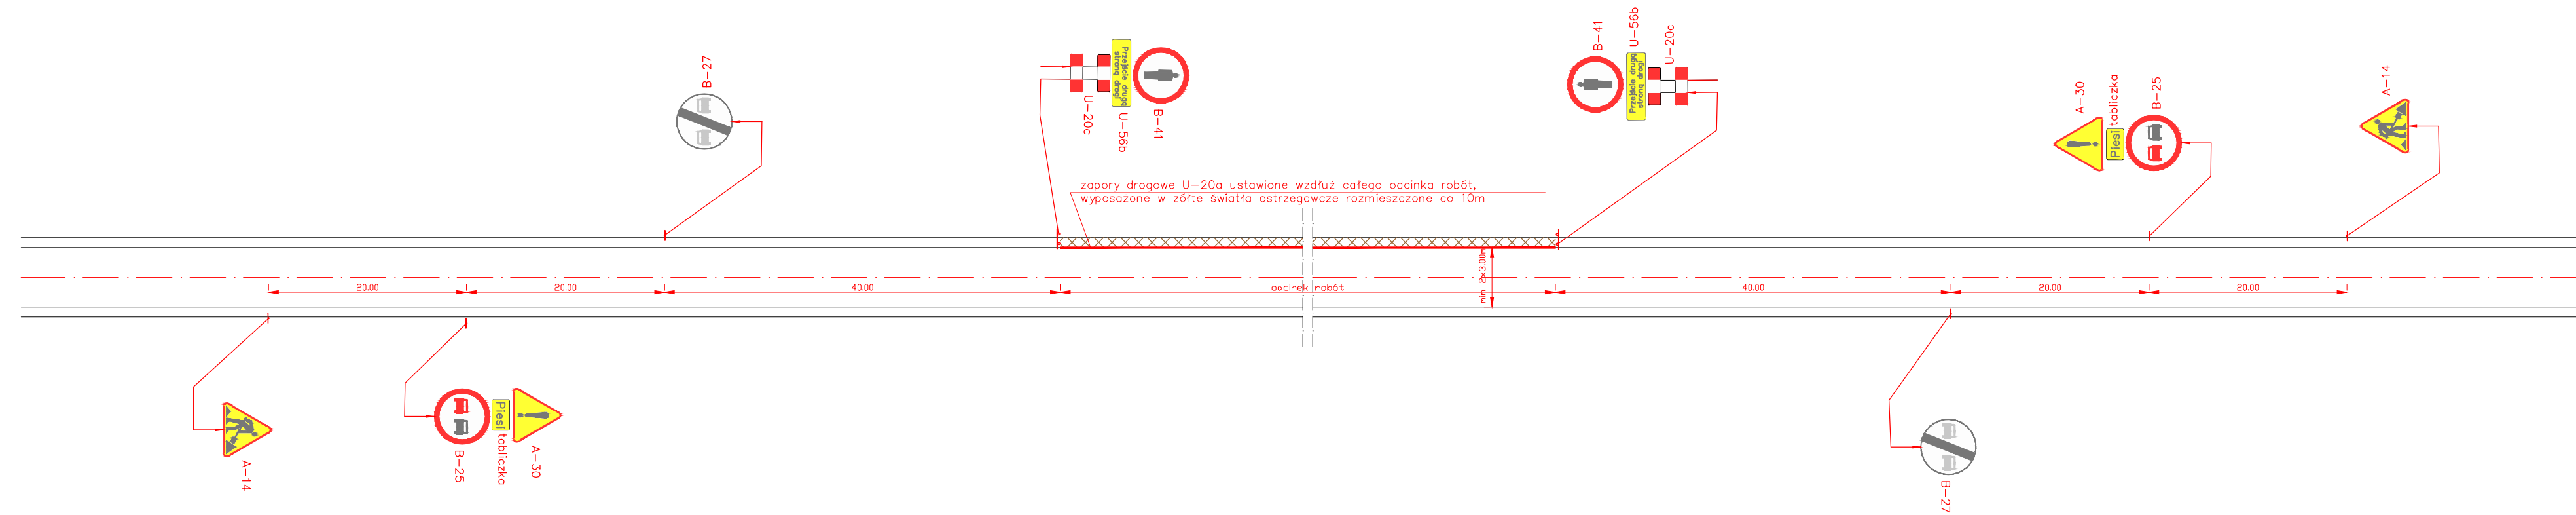 B-27
U-20c
Przejście drugą
stroną drogi
U-56b
B-41
B-41
U-56b
Przejście drugą
stroną drogi
U-20c
A-30
tabliczka
Piesi
B-25
A-14
zapory drogowe U-20a ustawione wzdłuż całego odcinka robót,
wyposażone w żółte światła ostrzegawcze rozmieszczone co 10m
20.00
20.00
40.00
odcinek robót
min 2x3.00m
40.00
20.00
20.00
A-14
B-25
Piesi
tabliczka
A-30
B-27